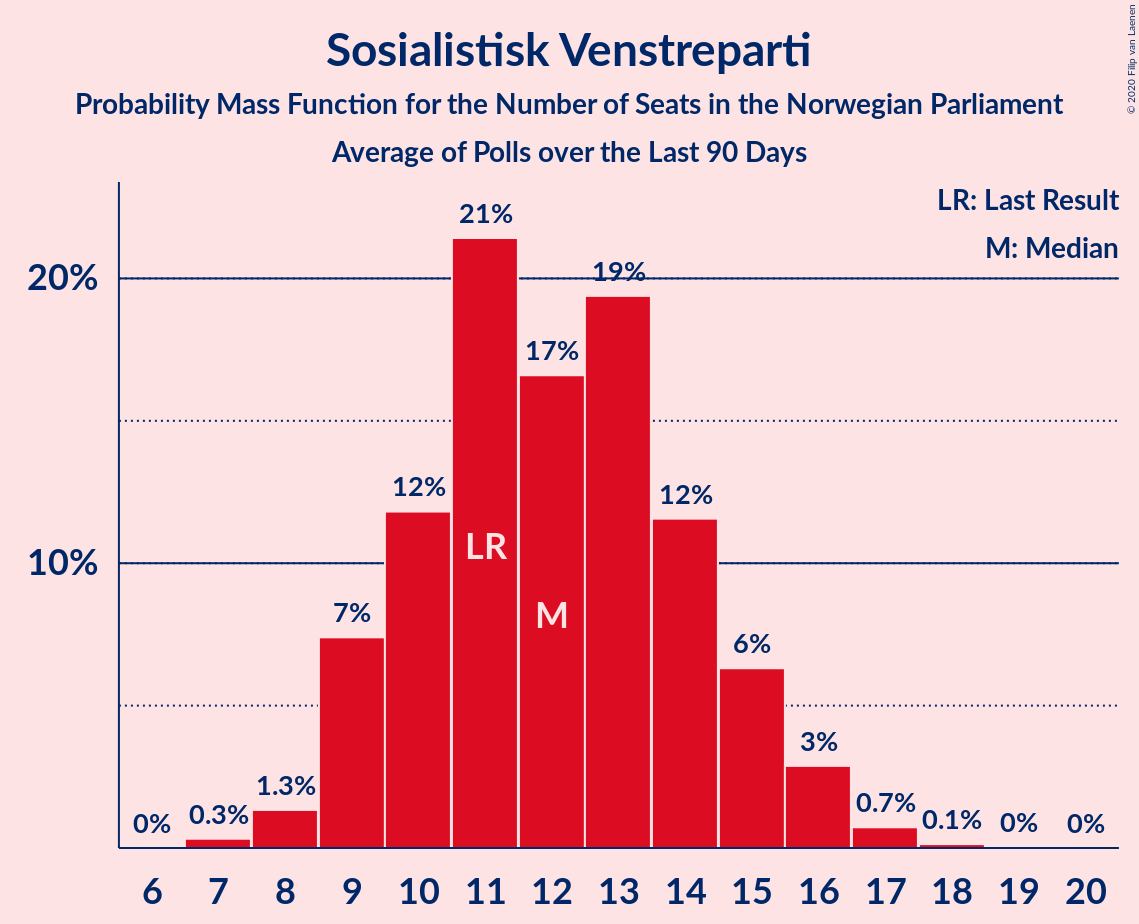 Sosialistisk Venstreparti
Probability Mass Function for the Number of Seats in the Norwegian Parliament
Average of Polls over the Last 90 Days
© 2020 Filip van Laenen
LR: Last Result
M: Median
20%
10%
0%
0.3%
1.3%
7%
12%
21%
17%
19%
12%
6%
3%
0.7%
0.1%
0%
0%
LR
M
6 7 8 9 10 11 12 13 14 15 16 17 18 19 20